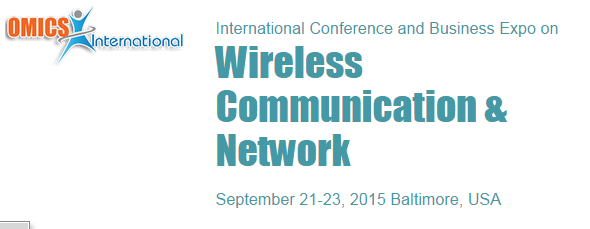 OMICS
International
International Conference and Business Expo on
Wireless
Communication &
Network
September 21-23, 2015 Baltimore, USA